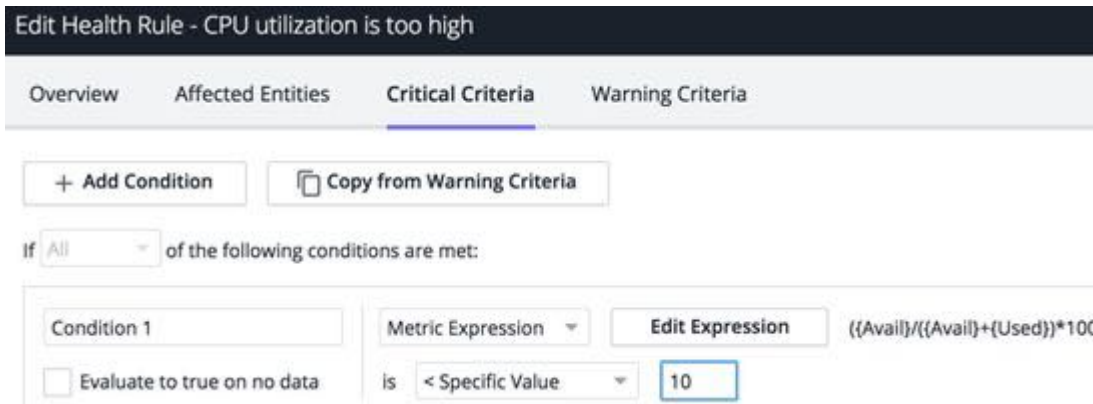 Edit Health Rule - CPU utilization is too high
Overview Affected Entities Critical Criteria Warning Criteria
+ Add Condition Copy from Warning Criteria
If All of the following conditions are met:
Condition 1 Metric Expression Edit Expression ({Avail}/({Avail}+{Used})*100
Evaluate to true on no data is < Specific Value 10